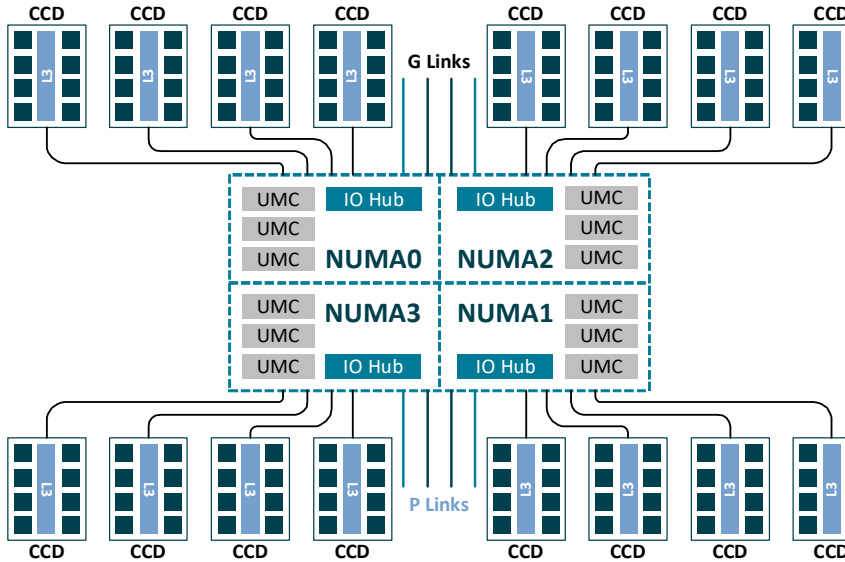 CCD CCD CCD CCD CCD CCD CCD CCD
L3 L3 L3 L3 L3 L3 L3 L3
G Links
UMC IO Hub IO Hub UMC
UMC UMC
UMC NUMA0 NUMA2 UMC
UMC NUMA3 NUMA1 UMC
UMC UMC
UMC IO Hub IO Hub UMC
L3 L3 L3 L3 L3 L3 L3 L3
P Links
CCD CCD CCD CCD CCD CCD CCD CCD